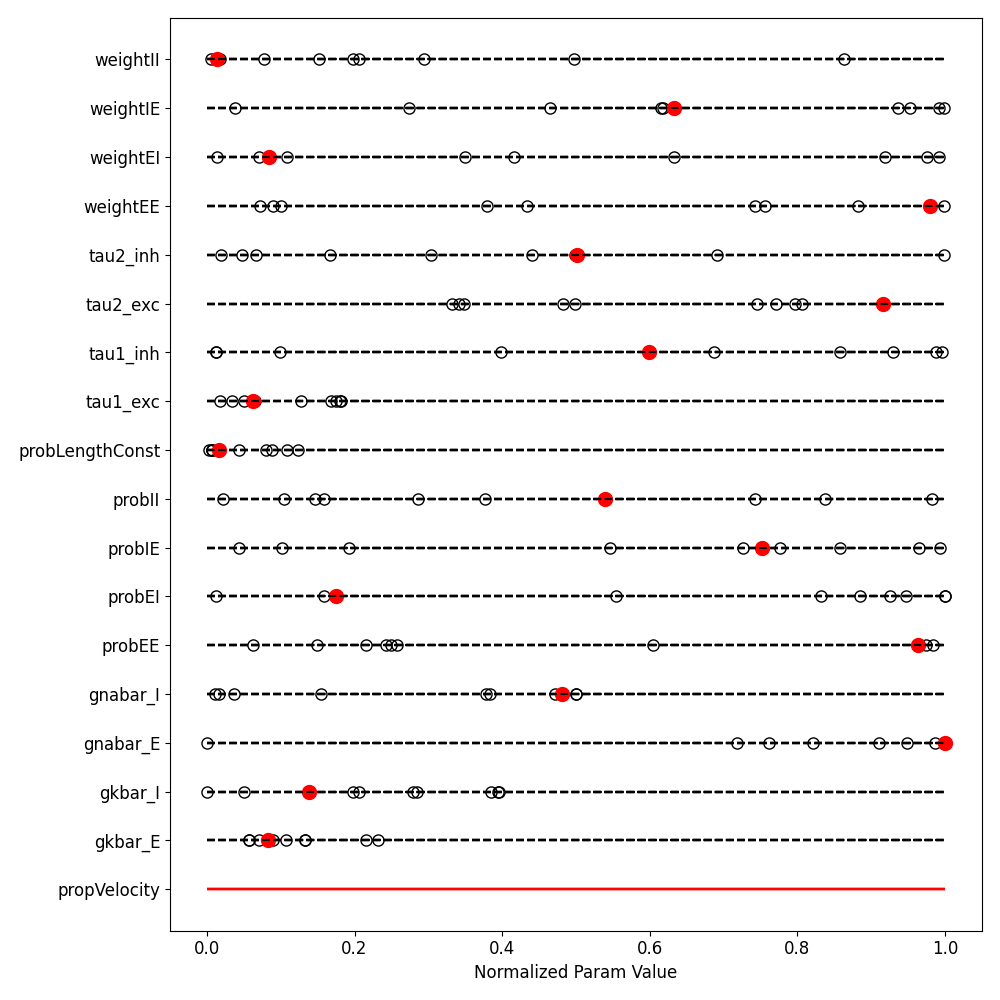 weightII
weightIE
weightEI
weightEE
tau2_inh
tau2_exc
tau1_inh
tau1_exc
probLengthConst
probII
probIE
probEI
probEE
gnabar_I
gnabar_E
gkbar_I
gkbar_E
propVelocity
0.0 0.2 0.4 0.6 0.8 1.0
Normalized Param Value